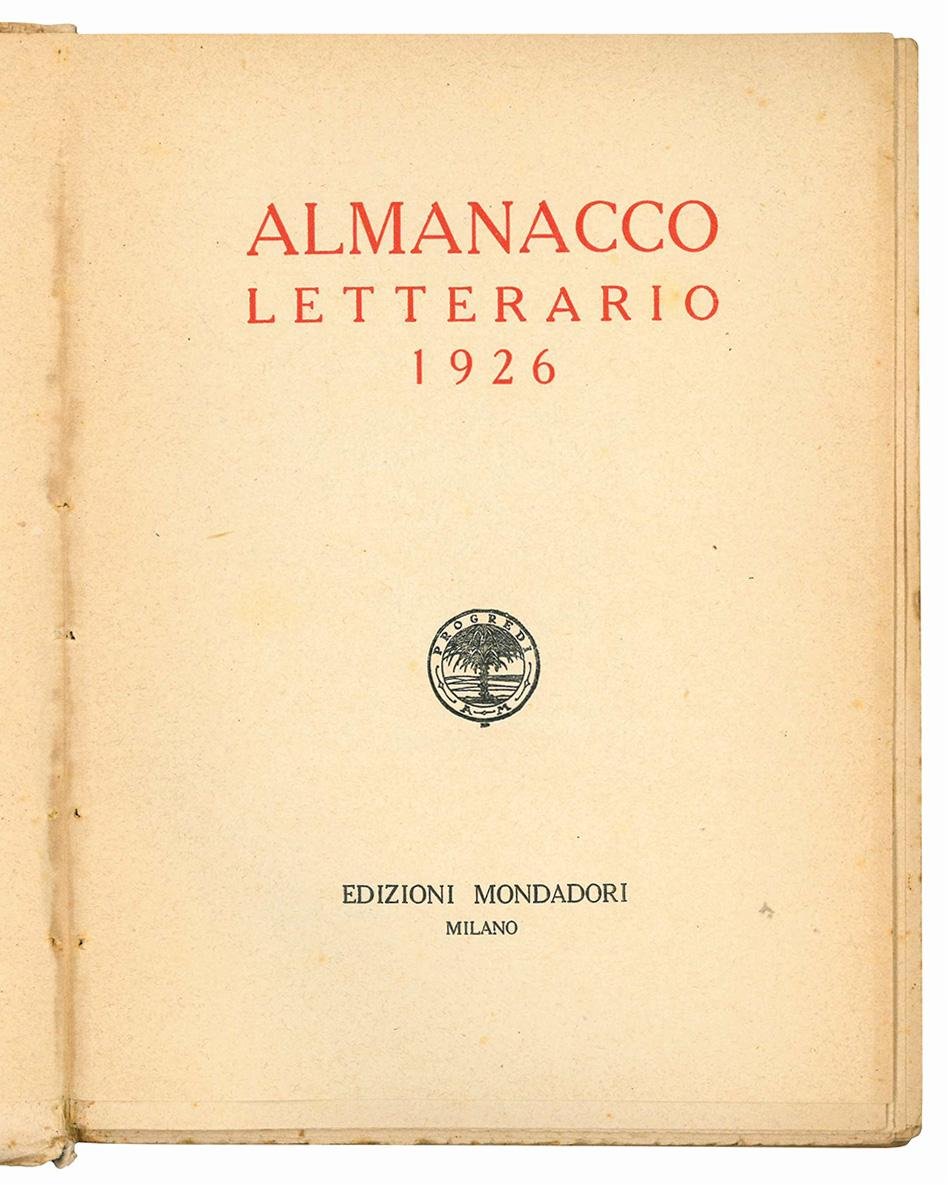 ALMANACCO
LETTERARIO
1926
PROGREDI
A M
EDIZIONI MONDADORI
MILANO